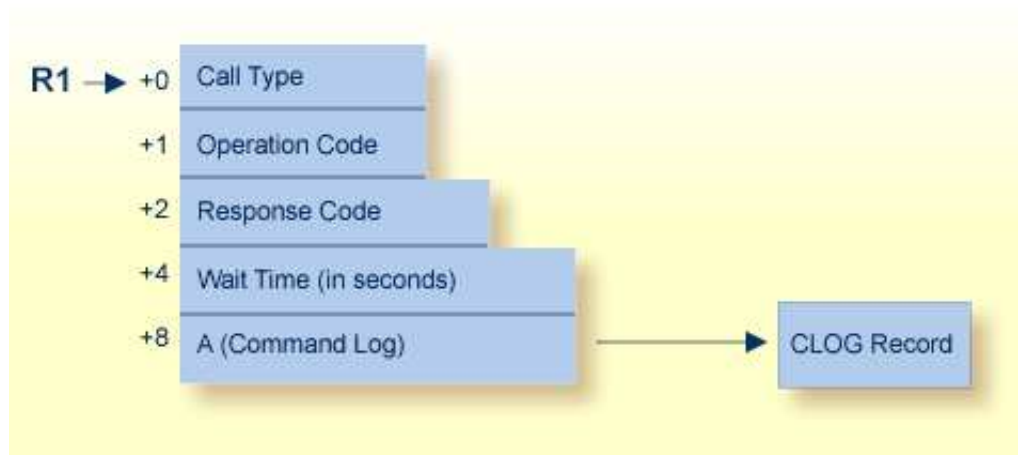 R1 +0 Call Type
+1 Operation Code
+2 Response Code
+4 Wait Time (in seconds)
+8 A (Command Log) CLOG Record